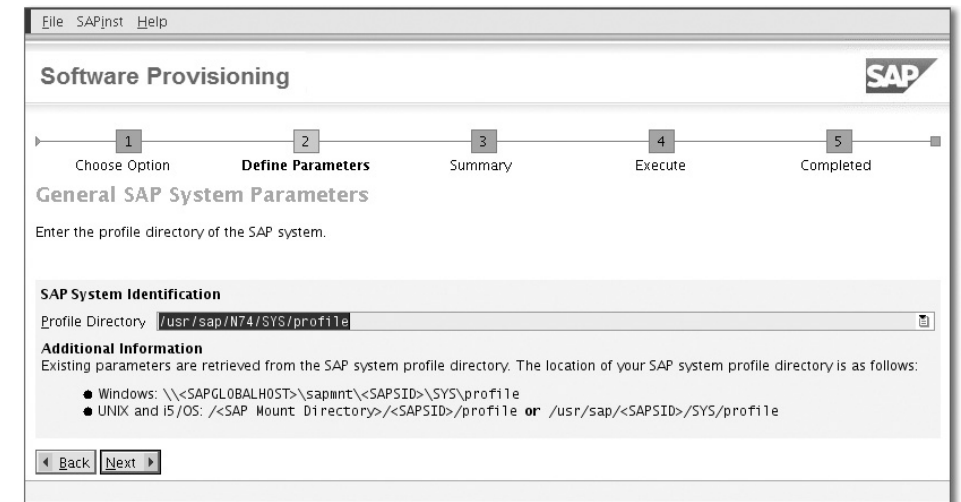 File SAPinst Help
Software Provisioning
SAP
1 2 3 4 5
Choose Option Define Parameters Summary Execute Completed
General SAP System Parameters
Enter the profile directory of the SAP system.
SAP System Identification
Profile Directory /usr/sap/N74/SYS/profile
Additional Information
Existing parameters are retrieved from the SAP system profile directory. The location of your SAP system profile directory is as follows:
● Windows: \\<SAPGLOBALHOST>\sapmnt\<SAPSID>\SYS\profile
● UNIX and i5/OS: /<SAP Mount Directory>/<SAPSID>/profile or /usr/sap/<SAPSID>/SYS/profile
Back Next